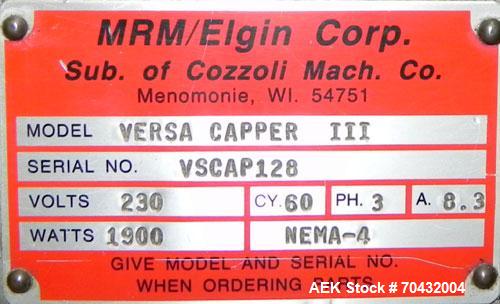 MRM/Elgin Corp.
Sub. of Cozzoli Mach. Co.
Menomonie, WI. 54751
MODEL VERSA CAPPER III
SERIAL NO. VSCAP128
VOLTS 230 CY. 60 PH. 3 A. 8.3
WATTS 1900 NEMA-4
GIVE MODEL AND SERIAL NO.
WHEN ORDERING PARTS
AEK Stock # 70432004